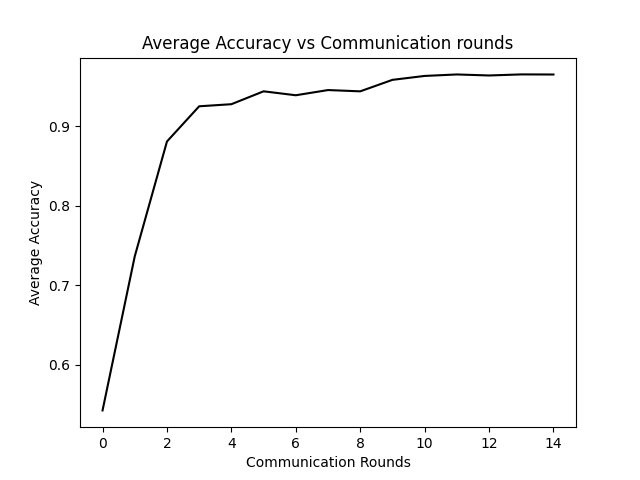 Average Accuracy vs Communication rounds
Average Accuracy
0.9
0.8
0.7
0.6
0 2 4 6 8 10 12 14
Communication Rounds